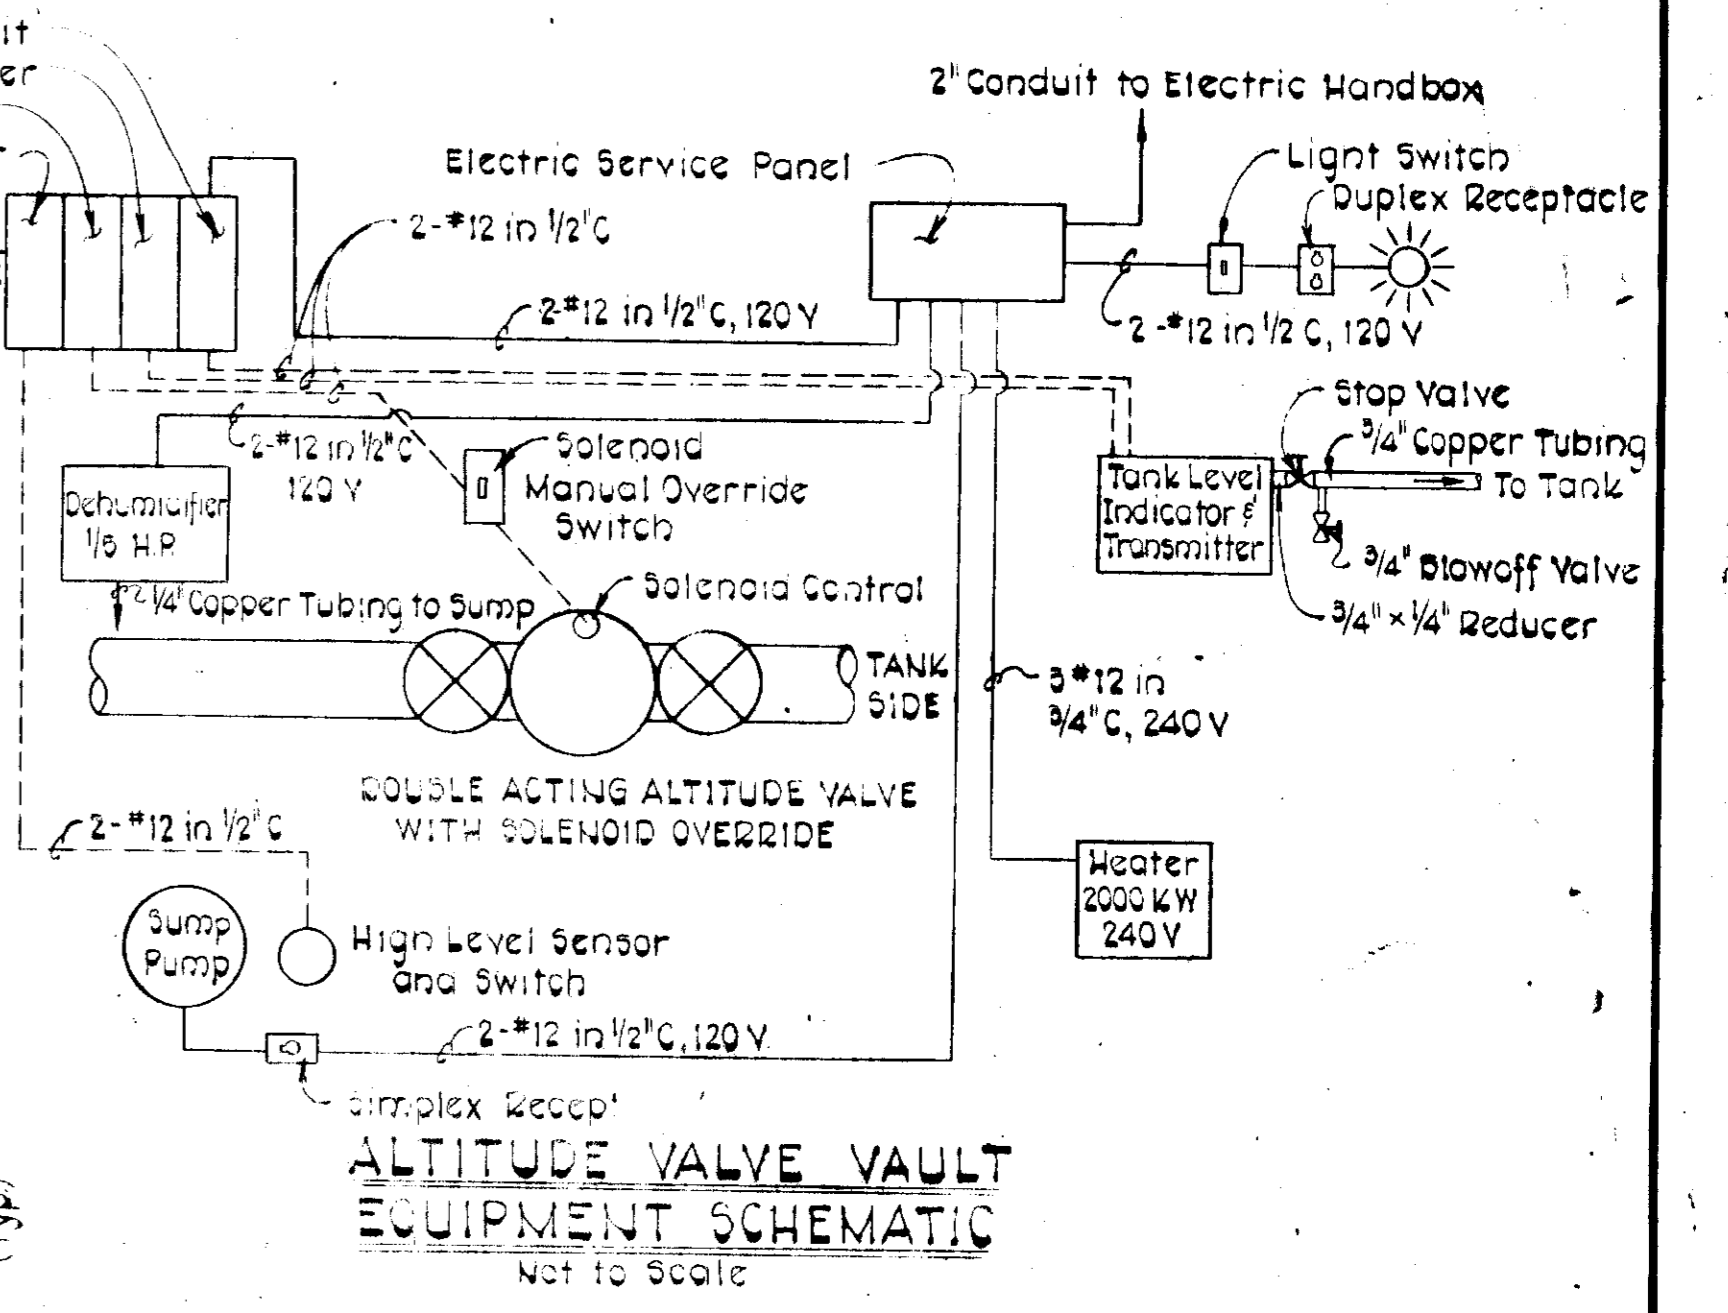 it
er
2" Conduit to Electric Handbox
Electric Service Panel
Light Switch
Duplex Receptacle
2-#12 in 1/2"C
2-#12 in 1/2"C, 120 V
2-#12 in 1/2 C, 120 V
Stop Valve
3/4" Copper Tubing
To Tank
2-#12 in 1/2"C
120 V
Solenoid
Manual Override
Switch
Tank Level
Indicator &
Transmitter
Dehumidifier
1/5 H.P.
3/4" Blowoff Valve
3/4" x 1/4" Reducer
1/4" Copper Tubing to Sump
Solenoid Control
TANK
SIDE
3 #12 in
3/4"C, 240 V
DOUBLE ACTING ALTITUDE VALVE
WITH SOLENOID OVERRIDE
2-#12 in 1/2"C
Heater
2000 KW
240 V
Sump
Pump
High Level Sensor
and Switch
2-#12 in 1/2"C, 120 V
Simplex Recept
ALTITUDE VALVE VAULT
EQUIPMENT SCHEMATIC
Not to Scale